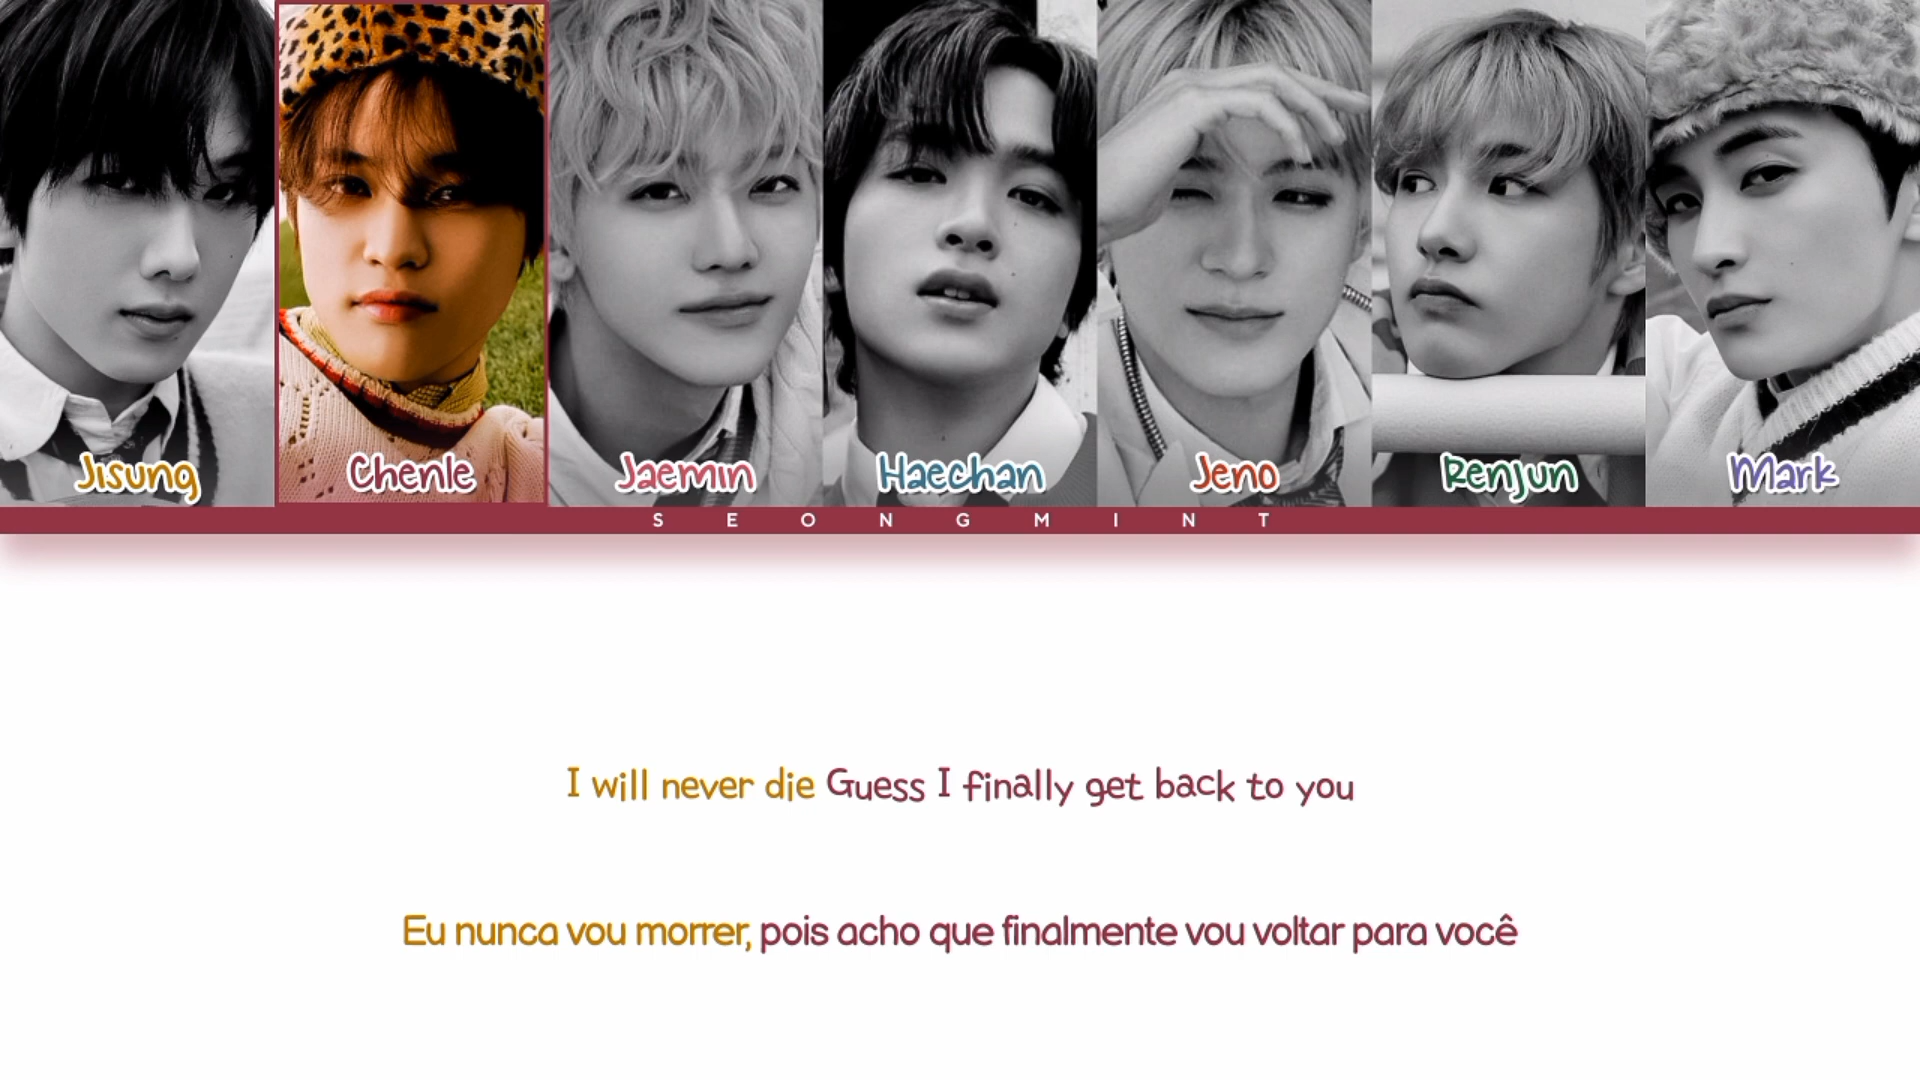 Jisung Chenle Jaemin Haechan Jeno Renjun Mark
SEONGMINT
I will never die Guess I finally get back to you
Eu nunca vou morrer, pois acho que finalmente vou voltar para você